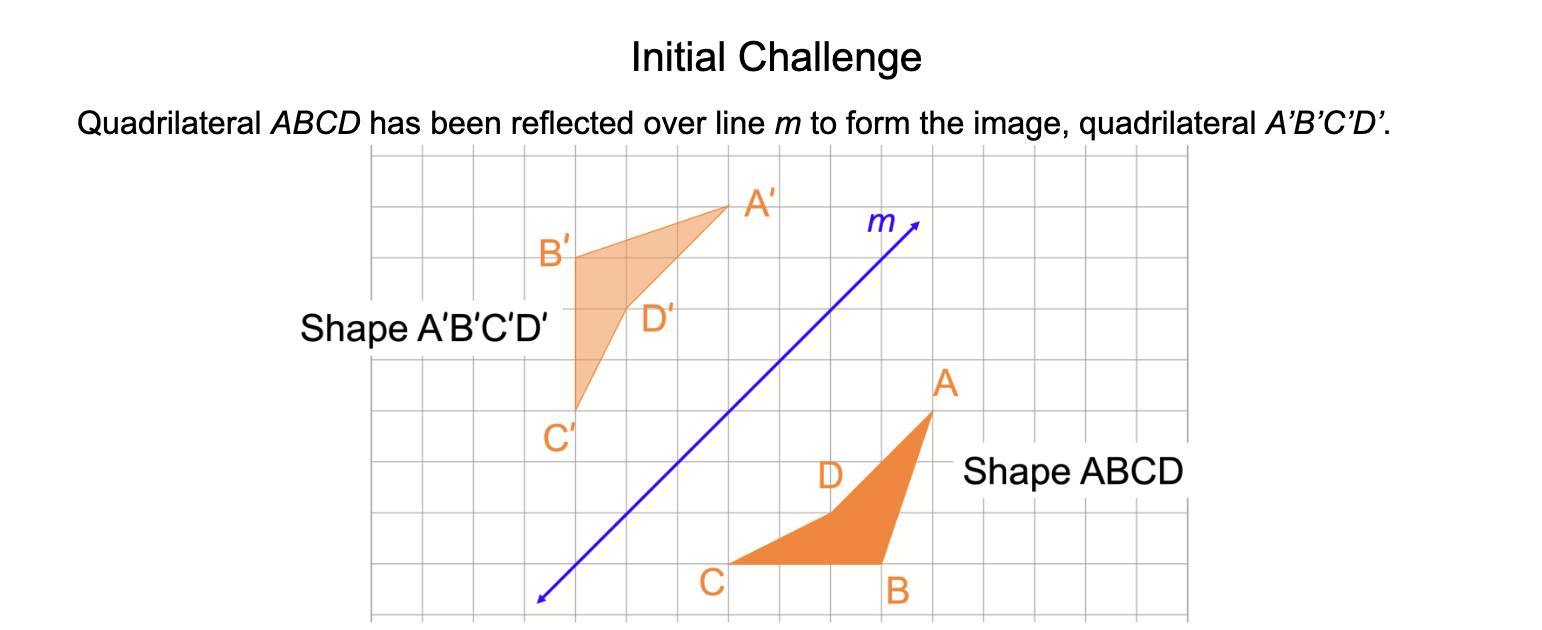 Initial Challenge
Quadrilateral ABCD has been reflected over line m to form the image, quadrilateral A’B’C’D’.
A′
m
B′
D′
Shape A′B′C′D′
A
C′
D
Shape ABCD
C
B